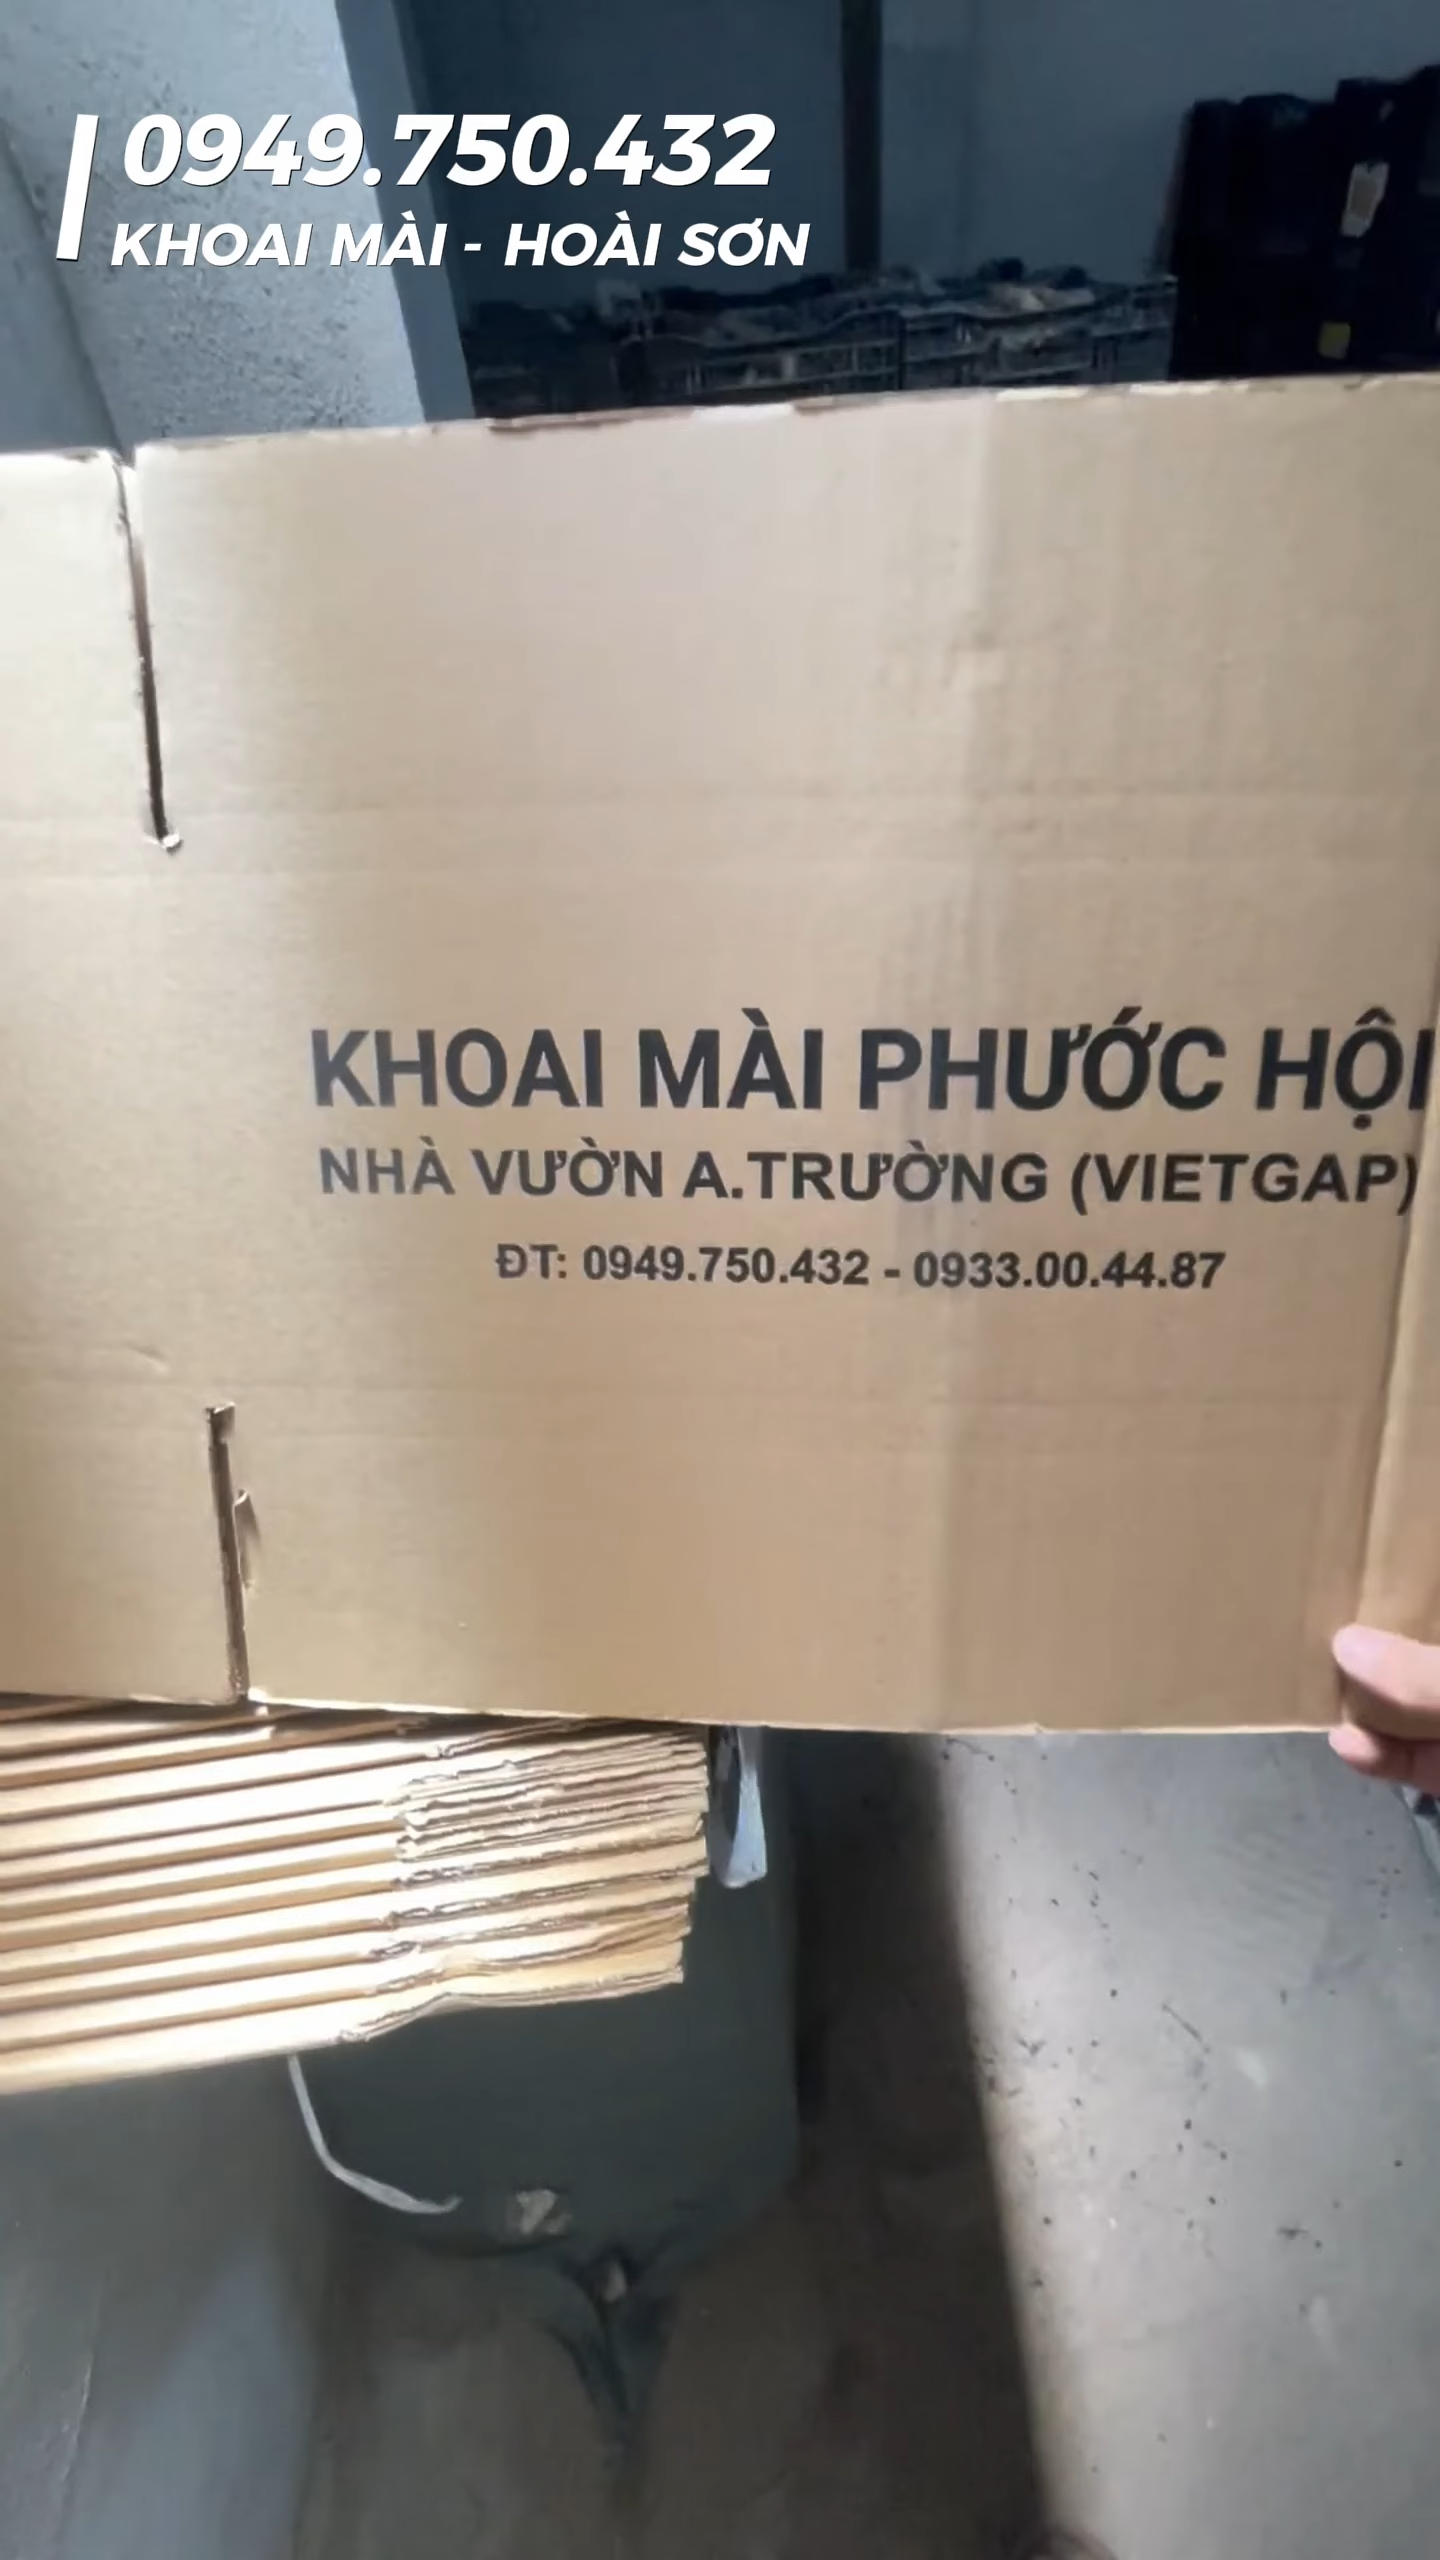 0949.750.432
KHOAI MÀI - HOÀI SƠN
KHOAI MÀI PHƯỚC HỘI
NHÀ VƯỜN A.TRƯỜNG (VIETGAP)
ĐT: 0949.750.432 - 0933.00.44.87